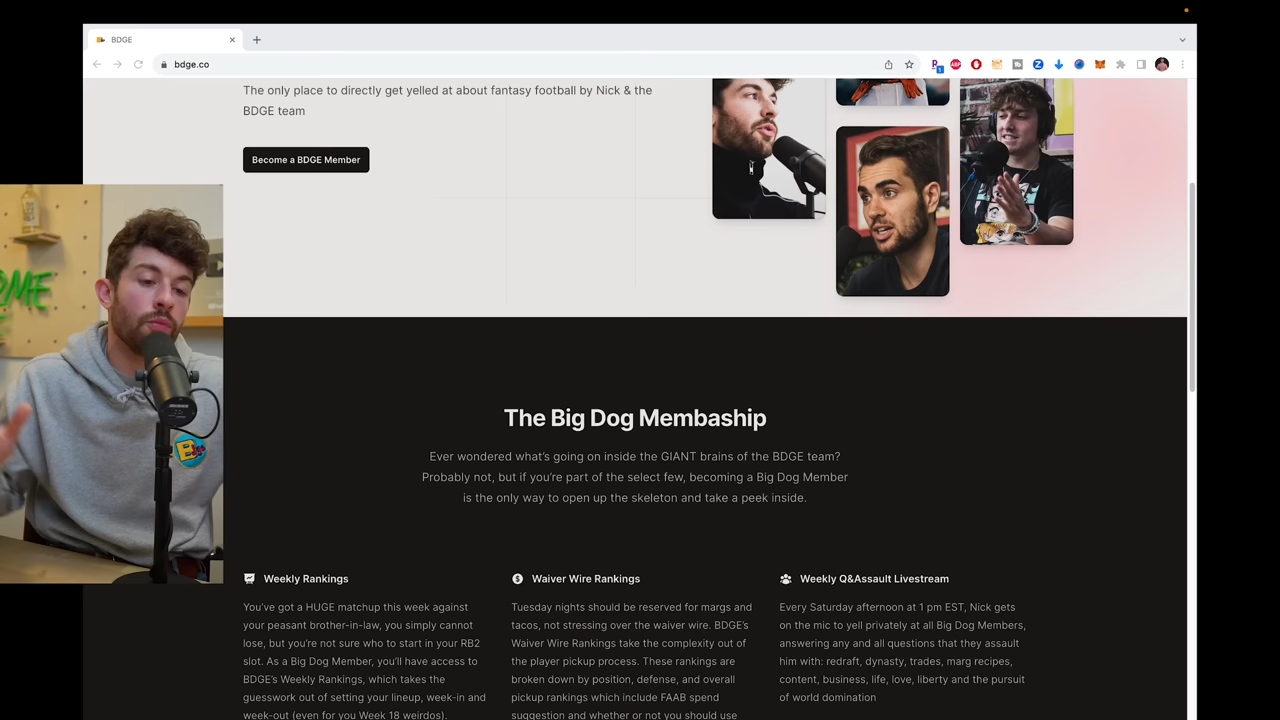 BDGE
bdge.co
The only place to directly get yelled at about fantasy football by Nick & the
BDGE team
Become a BDGE Member
OME
The Big Dog Membaship
Ever wondered what's going on inside the GIANT brains of the BDGE team?
Probably not, but if you're part of the select few, becoming a Big Dog Member
is the only way to open up the skeleton and take a peek inside.
Weekly Rankings
You've got a HUGE matchup this week against
your peasant brother-in-law, you simply cannot
lose, but you're not sure who to start in your RB2
slot. As a Big Dog Member, you'll have access to
BDGE's Weekly Rankings, which takes the
guesswork out of setting your lineup, week-in and
week-out (even for you Week 18 weirdos).
Waiver Wire Rankings
Tuesday nights should be reserved for margs and
tacos, not stressing over the waiver wire. BDGE's
Waiver Wire Rankings take the complexity out of
the player pickup process. These rankings are
broken down by position, defense, and overall
pickup rankings which include FAAB spend
suggestion and whether or not you should use
Weekly Q&Assault Livestream
Every Saturday afternoon at 1 pm EST, Nick gets
on the mic to yell privately at all Big Dog Members,
answering any and all questions that they assault
him with: redraft, dynasty, trades, marg recipes,
content, business, life, love, liberty and the pursuit
of world domination